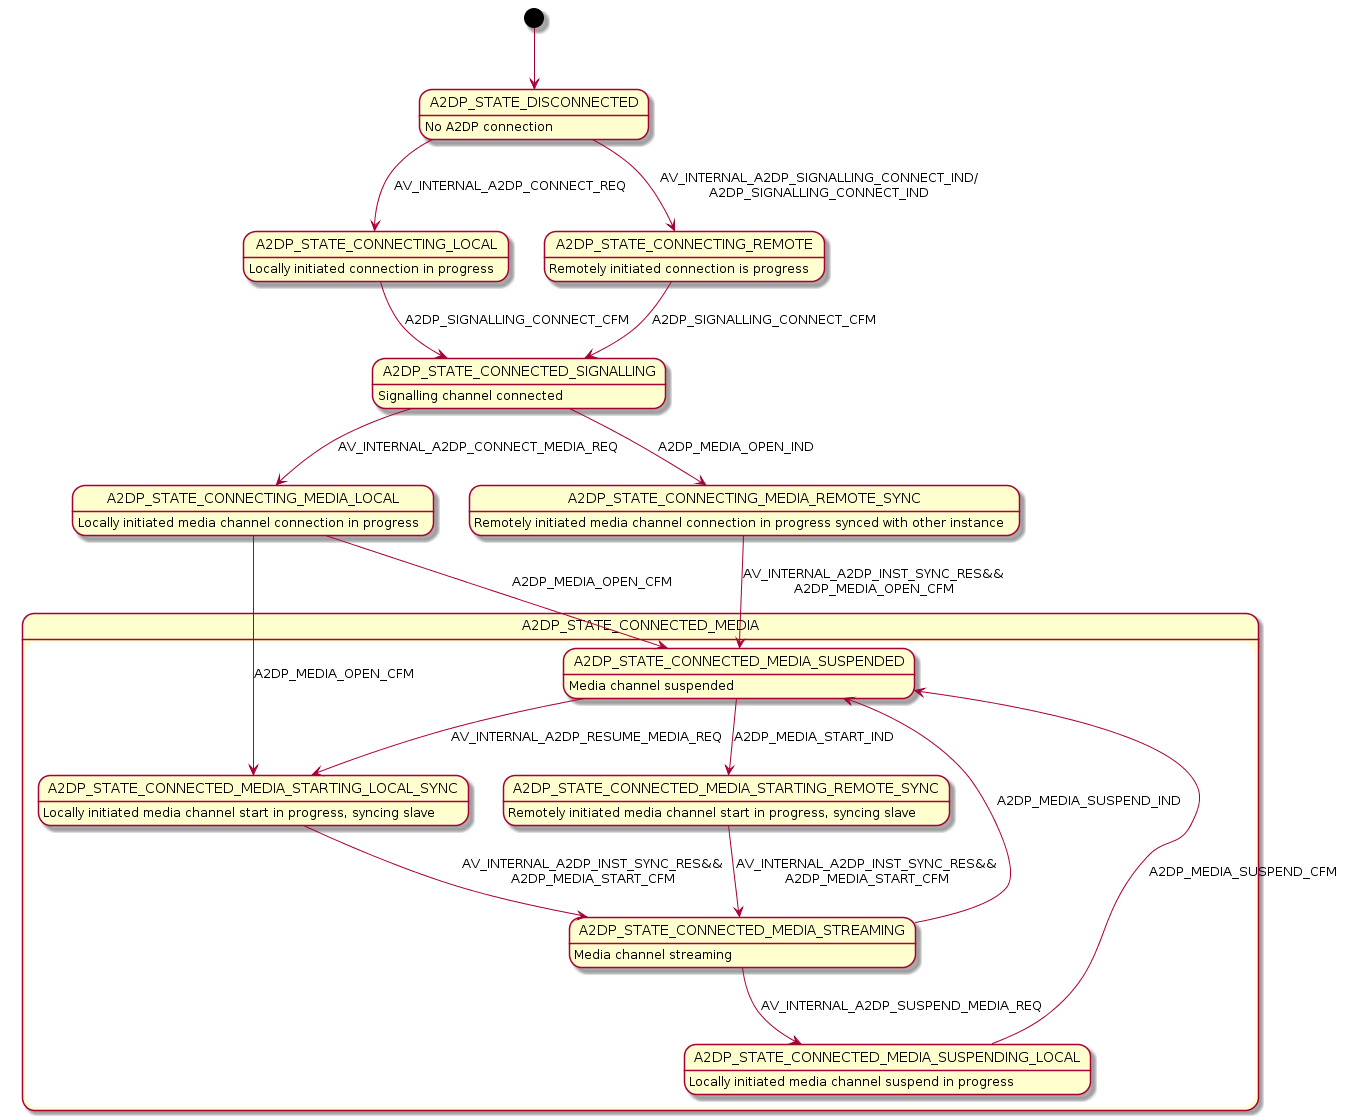 A2DP_STATE_DISCONNECTED
No A2DP connection
AV_INTERNAL_A2DP_CONNECT_REQ
AV_INTERNAL_A2DP_SIGNALLING_CONNECT_IND/
A2DP_SIGNALLING_CONNECT_IND
A2DP_STATE_CONNECTING_LOCAL
Locally initiated connection in progress
A2DP_STATE_CONNECTING_REMOTE
Remotely initiated connection is progress
A2DP_SIGNALLING_CONNECT_CFM
A2DP_SIGNALLING_CONNECT_CFM
A2DP_STATE_CONNECTED_SIGNALLING
Signalling channel connected
AV_INTERNAL_A2DP_CONNECT_MEDIA_REQ
A2DP_MEDIA_OPEN_IND
A2DP_STATE_CONNECTING_MEDIA_LOCAL
Locally initiated media channel connection in progress
A2DP_STATE_CONNECTING_MEDIA_REMOTE_SYNC
Remotely initiated media channel connection in progress synced with other instance
A2DP_MEDIA_OPEN_CFM
AV_INTERNAL_A2DP_INST_SYNC_RES&&
A2DP_MEDIA_OPEN_CFM
A2DP_STATE_CONNECTED_MEDIA
A2DP_STATE_CONNECTED_MEDIA_SUSPENDED
Media channel suspended
A2DP_MEDIA_OPEN_CFM
AV_INTERNAL_A2DP_RESUME_MEDIA_REQ
A2DP_MEDIA_START_IND
A2DP_STATE_CONNECTED_MEDIA_STARTING_LOCAL_SYNC
Locally initiated media channel start in progress, syncing slave
A2DP_STATE_CONNECTED_MEDIA_STARTING_REMOTE_SYNC
Remotely initiated media channel start in progress, syncing slave
A2DP_MEDIA_SUSPEND_IND
AV_INTERNAL_A2DP_INST_SYNC_RES&&
A2DP_MEDIA_START_CFM
AV_INTERNAL_A2DP_INST_SYNC_RES&&
A2DP_MEDIA_START_CFM
A2DP_MEDIA_SUSPEND_CFM
A2DP_STATE_CONNECTED_MEDIA_STREAMING
Media channel streaming
AV_INTERNAL_A2DP_SUSPEND_MEDIA_REQ
A2DP_STATE_CONNECTED_MEDIA_SUSPENDING_LOCAL
Locally initiated media channel suspend in progress